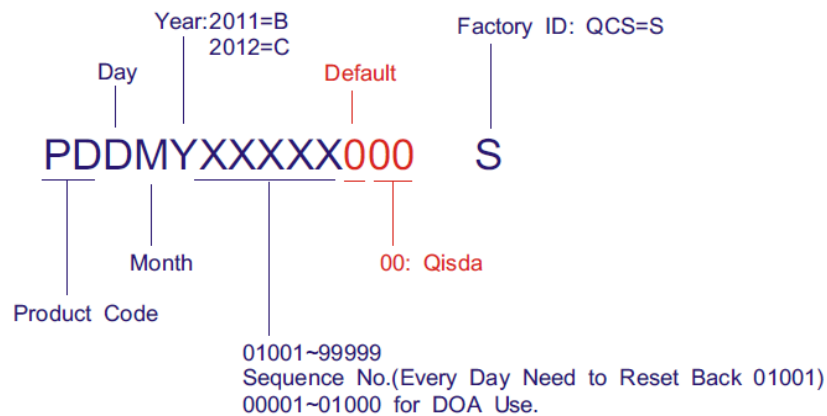 Year:2011=B
2012=C
Factory ID: QCS=S
Day
Default
PDDMYXXXXX000 S
Month
00: Qisda
Product Code
01001~99999
Sequence No.(Every Day Need to Reset Back 01001)
00001~01000 for DOA Use.